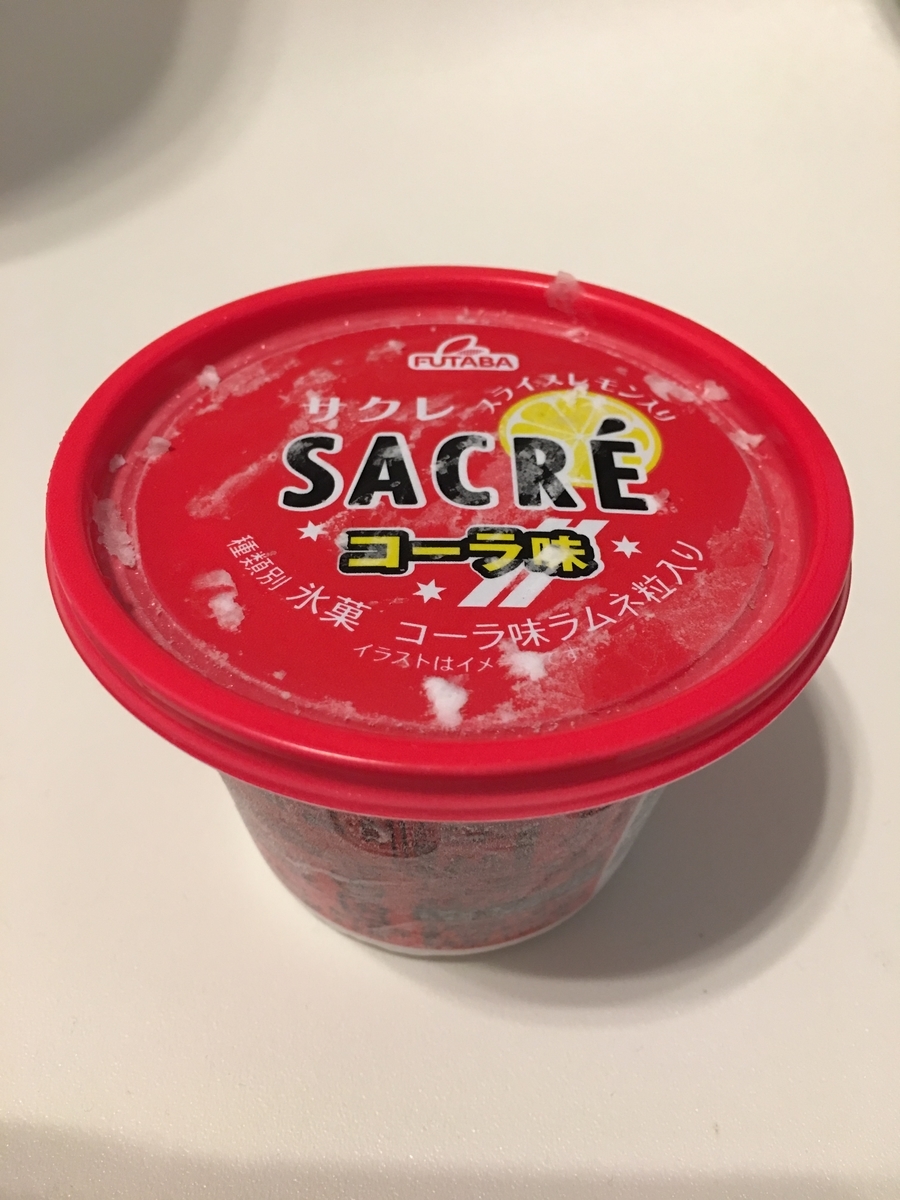 FUTABA
サクレ
スライスレモン入り
SACRÉ
コーラ味
種類別 氷菓
コーラ味ラムネ粒入り
イラストはイメ